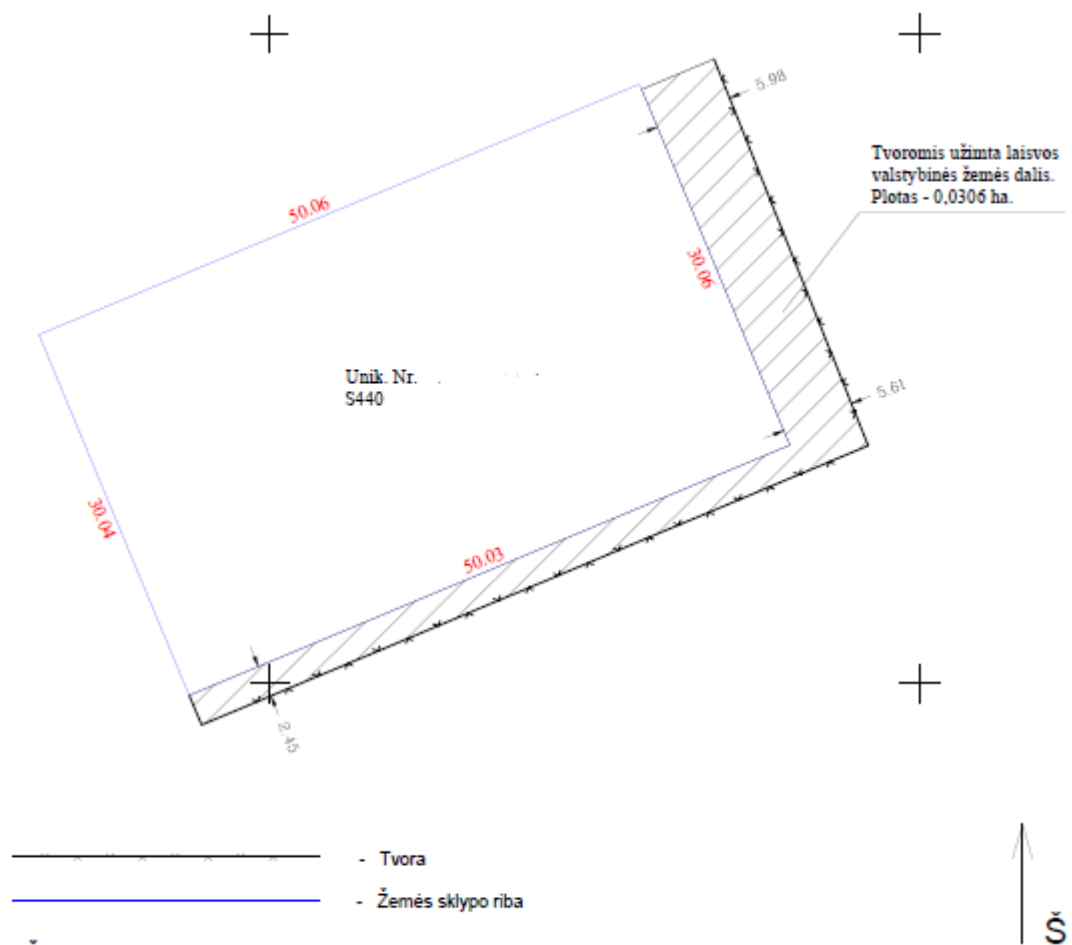 5.98
Tvoromis užimta laisvos
valstybinės žemės dalis.
Plotas - 0,0306 ha.
50.06
30.06
Unik. Nr.
S440
5.61
30.04
50.03
2.45
- Tvora
- Žemės sklypo riba
Š